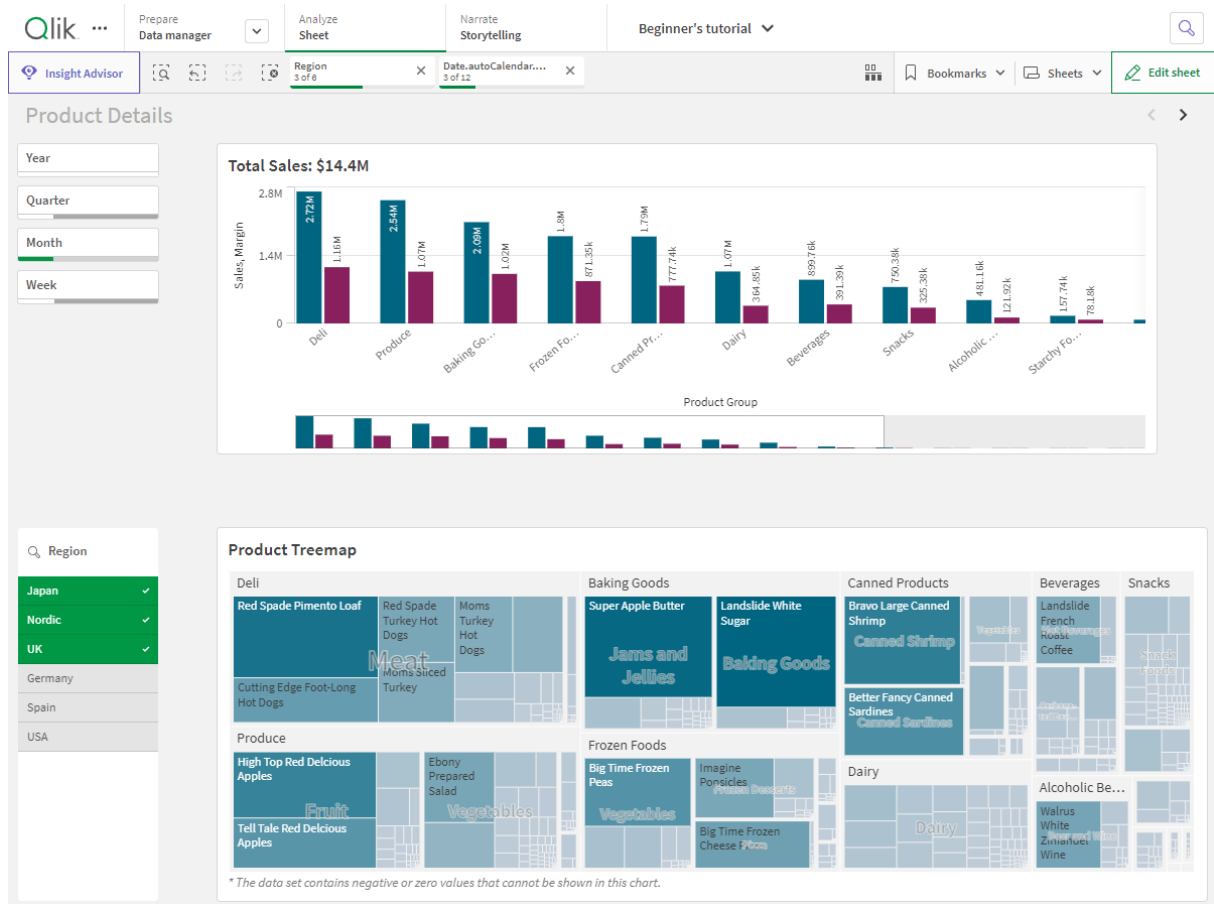 Qlik
Prepare
Data manager
Analyze
Sheet
Narrate
Storytelling
Beginner's tutorial
Insight Advisor
Region
3 of 6
Date.autoCalendar....
3 of 12
Bookmarks
Sheets
Edit sheet
Product Details
Year
Quarter
Month
Week
Total Sales: $14.4M
Sales, Margin
2.8M
1.4M
0
2.72M
1.16M
2.54M
1.07M
2.09M
1.02M
1.8M
871.35k
1.79M
777.74k
1.07M
364.85k
899.76k
391.39k
750.38k
325.38k
481.16k
121.92k
157.74k
78.18k
Deli
Produce
Baking Go...
Frozen Fo...
Canned Pr...
Dairy
Beverages
Snacks
Alcoholic ...
Starchy Fo...
Product Group
Region
Japan
Nordic
UK
Germany
Spain
USA
Product Treemap
Deli
Red Spade Pimento Loaf
Red Spade
Turkey Hot
Dogs
Moms
Turkey
Hot
Dogs
Meat
Moms Sliced
Turkey
Cutting Edge Foot-Long
Hot Dogs
Produce
High Top Red Delcious
Apples
Fruit
Tell Tale Red Delcious
Apples
Ebony
Prepared
Salad
Vegetables
Baking Goods
Super Apple Butter
Jams and
Jellies
Landslide White
Sugar
Baking Goods
Frozen Foods
Big Time Frozen
Peas
Vegetables
Imagine
Popsicles
Frozen Desserts
Big Time Frozen
Cheese Pizza
Pizza
Canned Products
Bravo Large Canned
Shrimp
Canned Shrimp
Vegetables
Better Fancy Canned
Sardines
Canned Sardines
Dairy
Dairy
Beverages
Landslide
French
Roast
Coffee
Snacks
Snack
Foods
Alcoholic Be...
Walrus
White
Zinfandel
Wine
Beer and Wine
* The data set contains negative or zero values that cannot be shown in this chart.